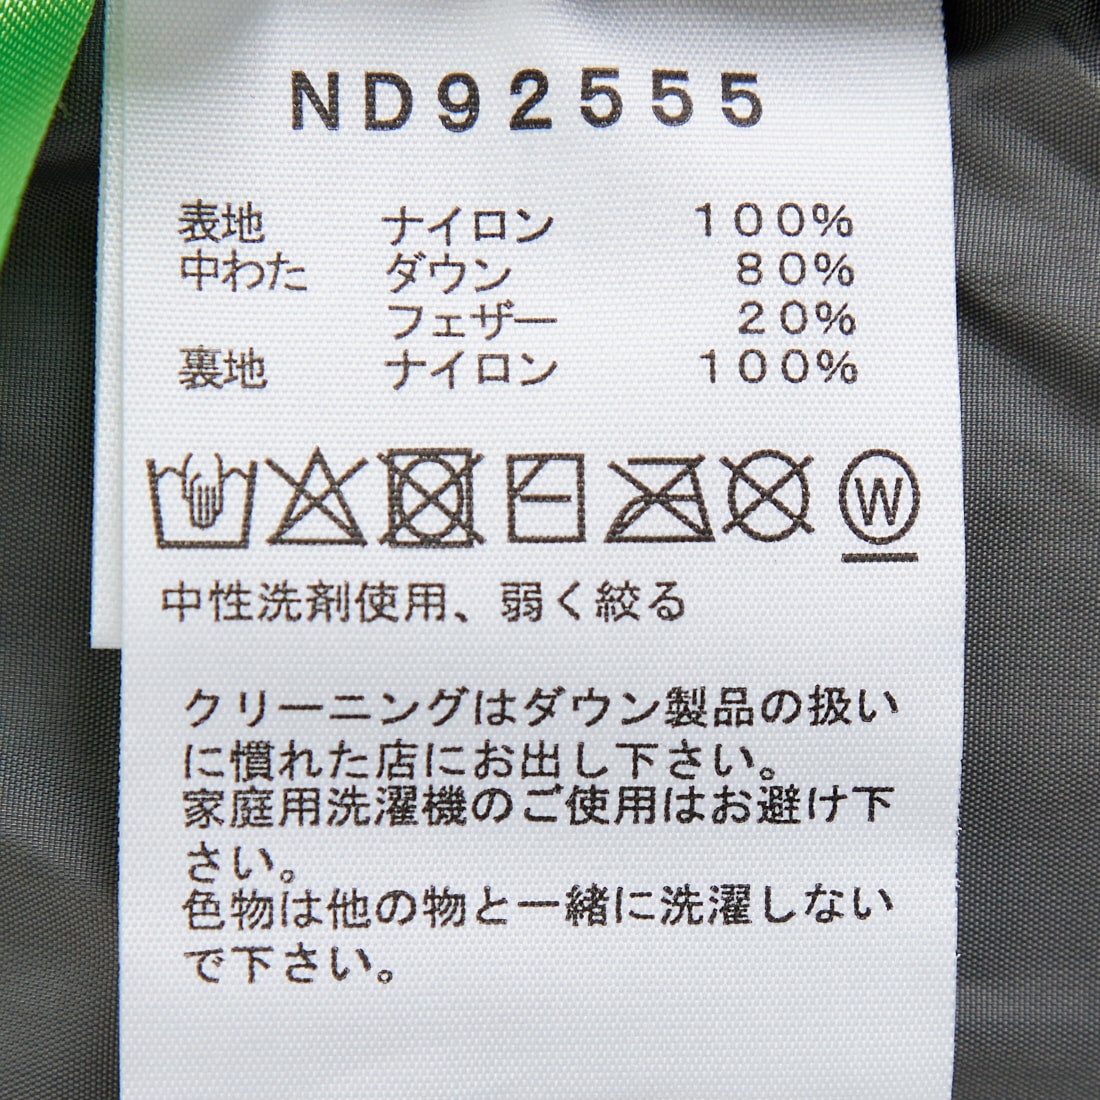 ND92555
表地 ナイロン 100%
中わた ダウン 80%
フェザー 20%
裏地 ナイロン 100%
W
中性洗剤使用、弱く絞る
クリーニングはダウン製品の扱い
に慣れた店にお出し下さい。
家庭用洗濯機のご使用はお避け下
さい。
色物は他の物と一緒に洗濯しない
で下さい。